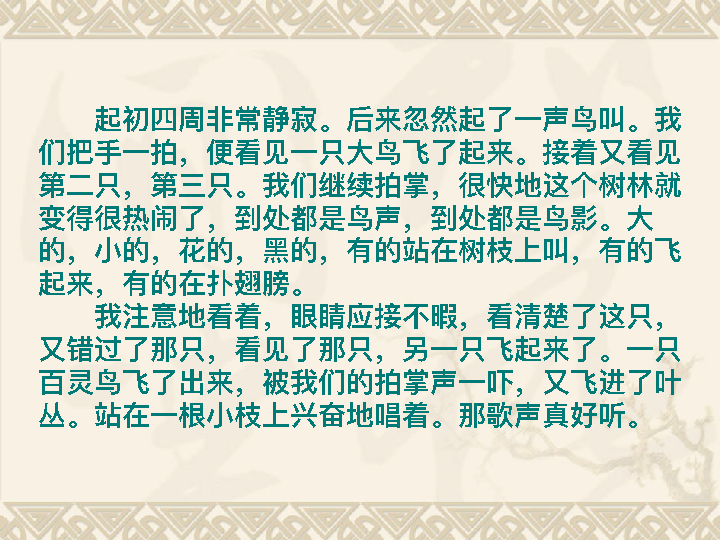 起初四周非常静寂。后来忽然起了一声鸟叫。我
们把手一拍，便看见一只大鸟飞了起来。接着又看见
第二只，第三只。我们继续拍掌，很快地这个树林就
变得很热闹了，到处都是鸟声，到处都是鸟影。大
的，小的，花的，黑的，有的站在树枝上叫，有的飞
起来，有的在扑翅膀。
我注意地看着，眼睛应接不暇，看清楚了这只，
又错过了那只，看见了那只，另一只飞起来了。一只
百灵鸟飞了出来，被我们的拍掌声一吓，又飞进了叶
丛。站在一根小枝上兴奋地唱着。那歌声真好听。